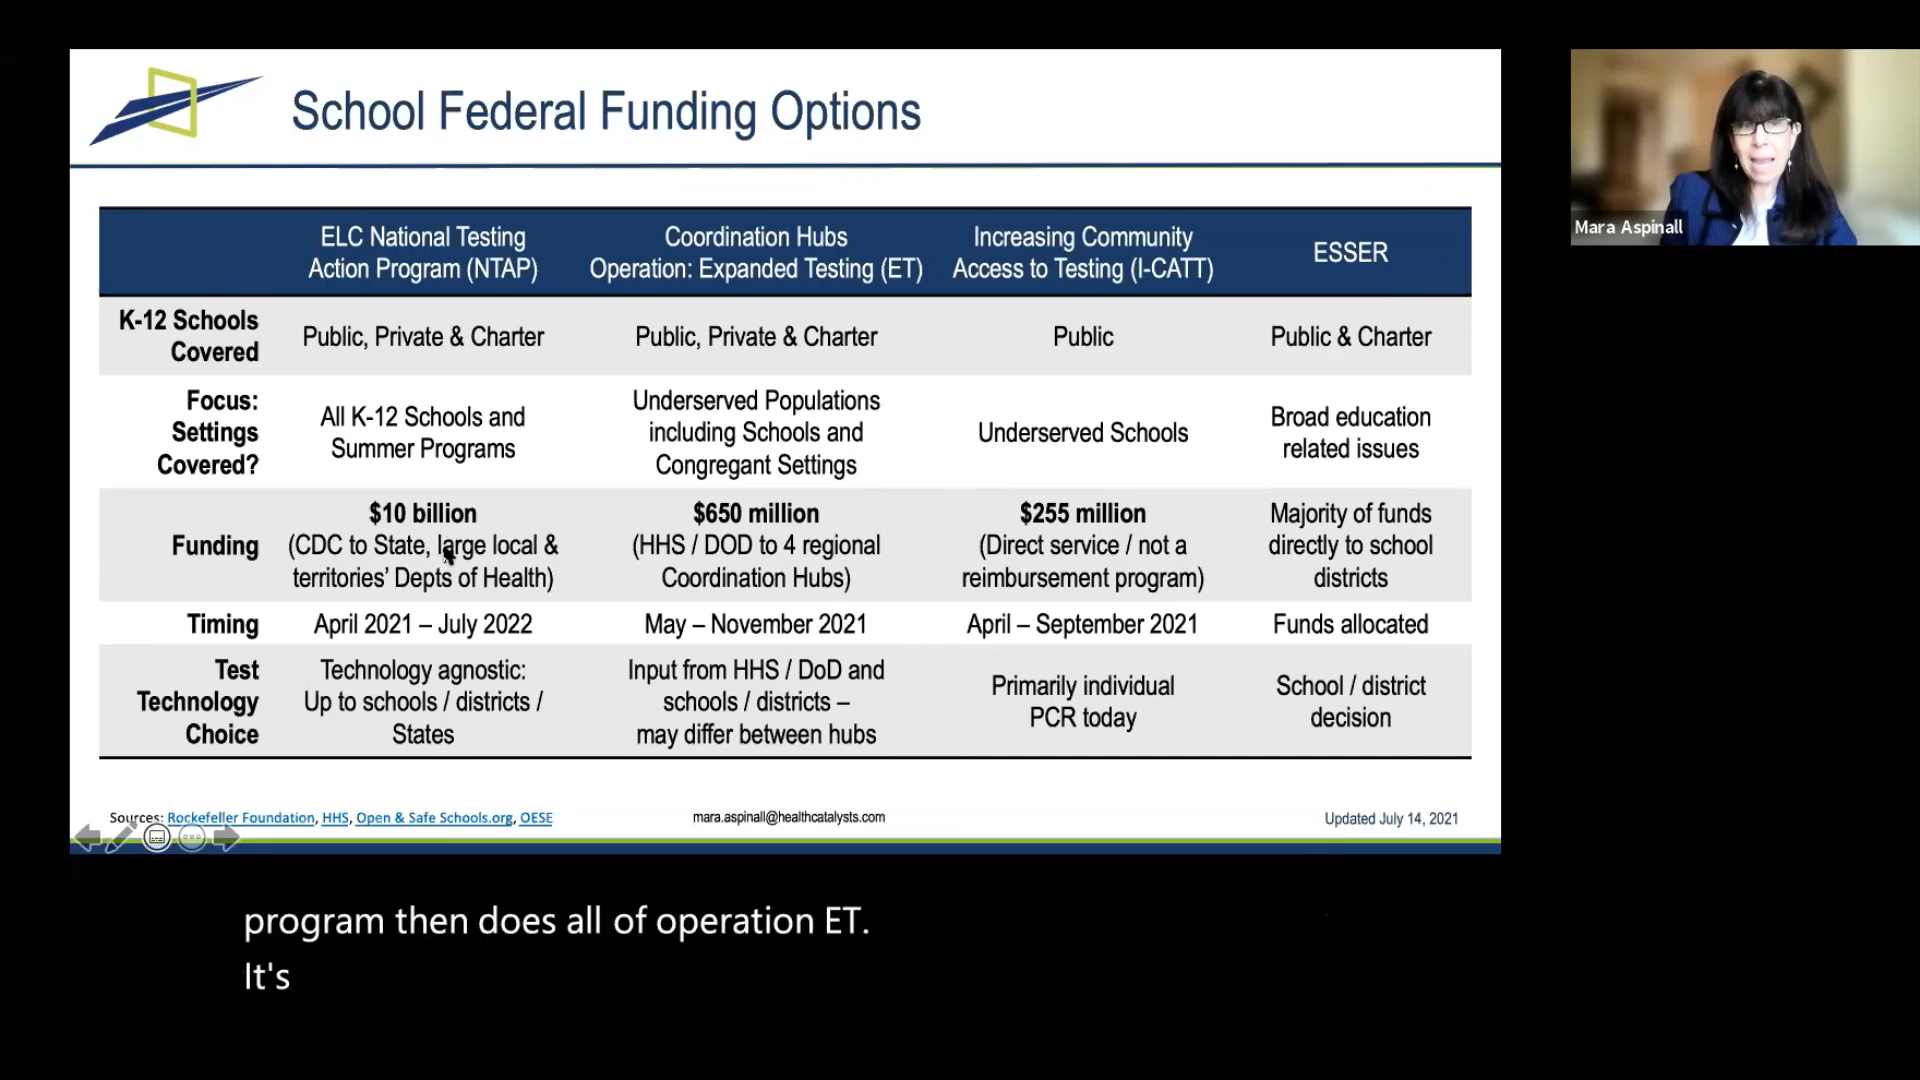 School Federal Funding Options
Mara Aspinall
ELC National Testing
Action Program (NTAP)
Coordination Hubs
Operation: Expanded Testing (ET)
Increasing Community
Access to Testing (I-CATT)
ESSER
K-12 Schools
Covered
Public, Private & Charter
Public, Private & Charter
Public
Public & Charter
Focus:
Settings
Covered?
All K-12 Schools and
Summer Programs
Underserved Populations
including Schools and
Congregant Settings
Underserved Schools
Broad education
related issues
Funding
$10 billion
(CDC to State, large local &
territories' Depts of Health)
$650 million
(HHS / DOD to 4 regional
Coordination Hubs)
$255 million
(Direct service / not a
reimbursement program)
Majority of funds
directly to school
districts
Timing
April 2021 – July 2022
May – November 2021
April – September 2021
Funds allocated
Test
Technology
Choice
Technology agnostic:
Up to schools / districts /
States
Input from HHS / DoD and
schools / districts –
may differ between hubs
Primarily individual
PCR today
School / district
decision
Sources: Rockefeller Foundation, HHS, Open & Safe Schools.org, OESE
mara.aspinall@healthcatalysts.com
Updated July 14, 2021
program then does all of operation ET.
It's